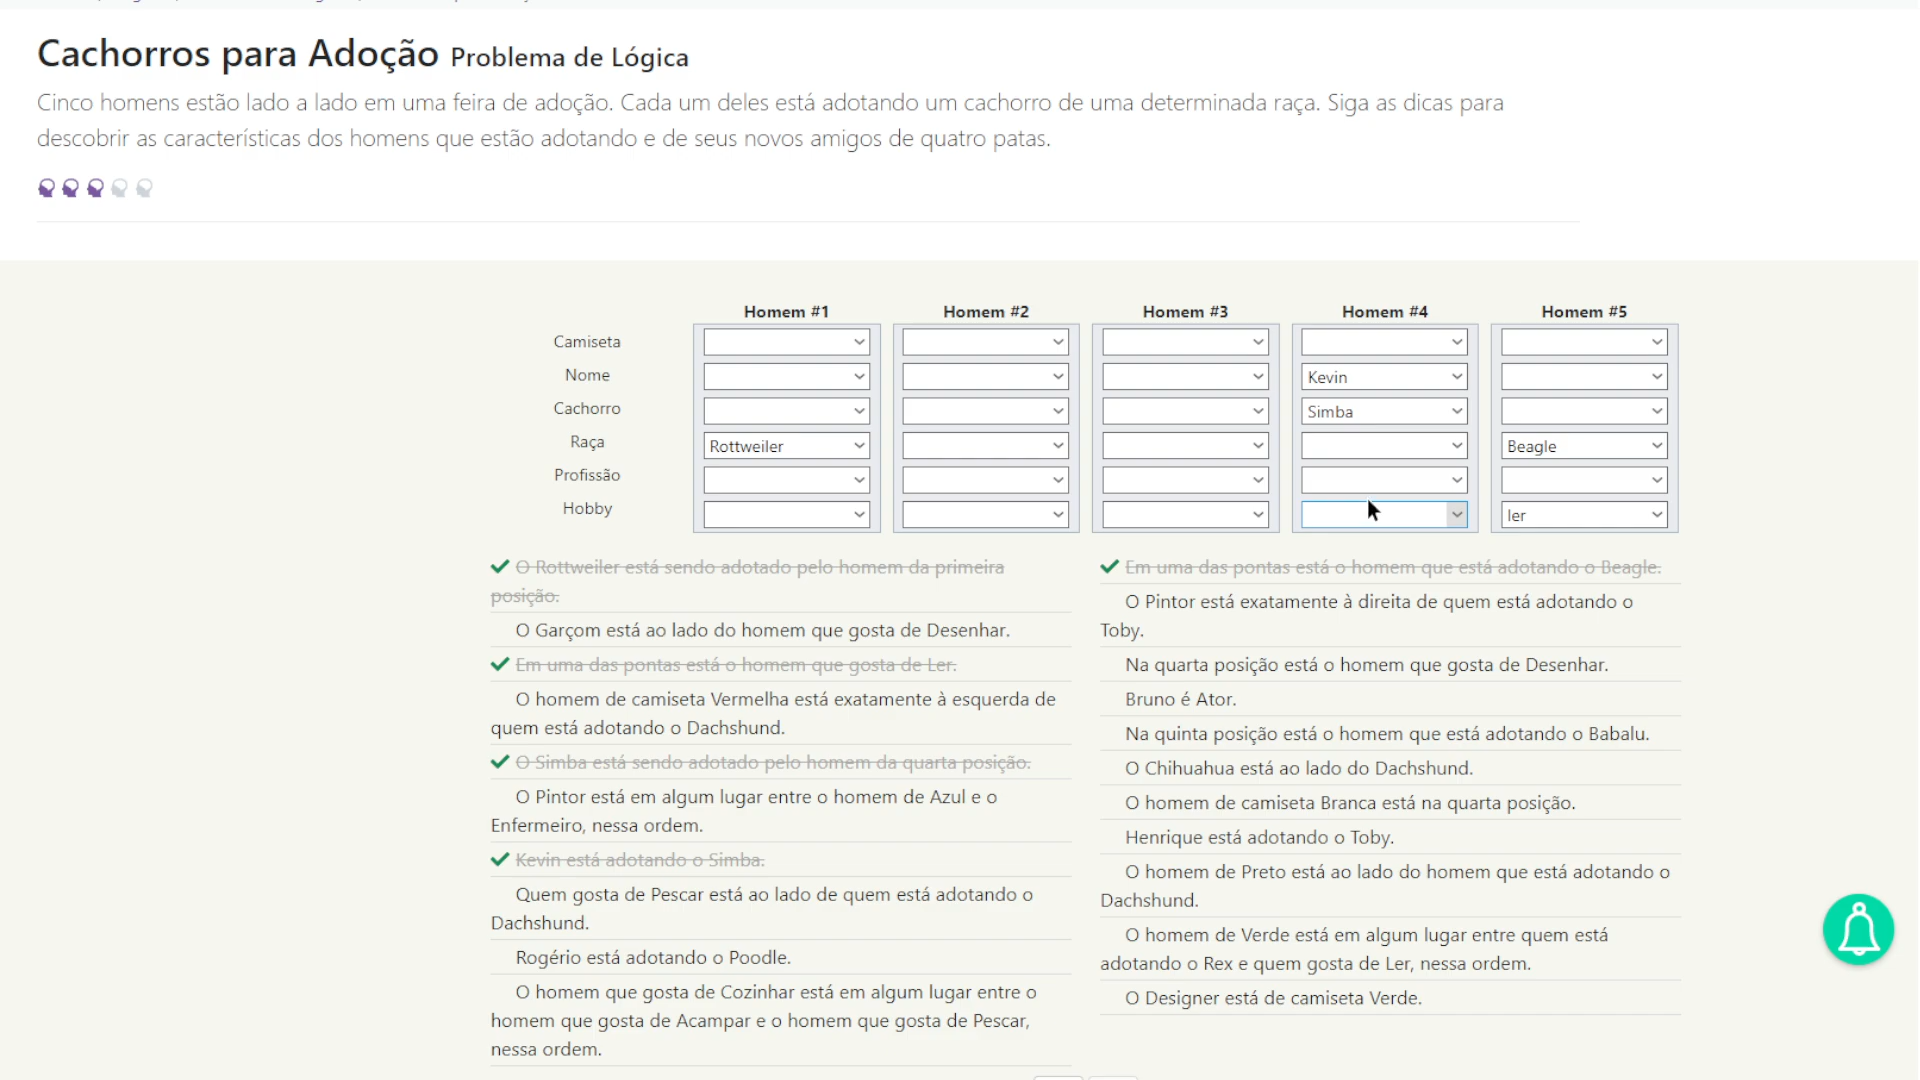 Cachorros para Adoção Problema de Lógica
Cinco homens estão lado a lado em uma feira de adoção. Cada um deles está adotando um cachorro de uma determinada raça. Siga as dicas para
descobrir as características dos homens que estão adotando e de seus novos amigos de quatro patas.
Homem #1 Homem #2 Homem #3 Homem #4 Homem #5
Camiseta
Nome Kevin
Cachorro Simba
Raça Rottweiler Beagle
Profissão
Hobby ler
O Rottweiler está sendo adotado pelo homem da primeira
posição.
O Garçom está ao lado do homem que gosta de Desenhar.
Em uma das pontas está o homem que gosta de Ler.
O homem de camiseta Vermelha está exatamente à esquerda de
quem está adotando o Dachshund.
O Simba está sendo adotado pelo homem da quarta posição.
O Pintor está em algum lugar entre o homem de Azul e o
Enfermeiro, nessa ordem.
Kevin está adotando o Simba.
Quem gosta de Pescar está ao lado de quem está adotando o
Dachshund.
Rogério está adotando o Poodle.
O homem que gosta de Cozinhar está em algum lugar entre o
homem que gosta de Acampar e o homem que gosta de Pescar,
nessa ordem.
Em uma das pontas está o homem que está adotando o Beagle.
O Pintor está exatamente à direita de quem está adotando o
Toby.
Na quarta posição está o homem que gosta de Desenhar.
Bruno é Ator.
Na quinta posição está o homem que está adotando o Babalu.
O Chihuahua está ao lado do Dachshund.
O homem de camiseta Branca está na quarta posição.
Henrique está adotando o Toby.
O homem de Preto está ao lado do homem que está adotando o
Dachshund.
O homem de Verde está em algum lugar entre quem está
adotando o Rex e quem gosta de Ler, nessa ordem.
O Designer está de camiseta Verde.